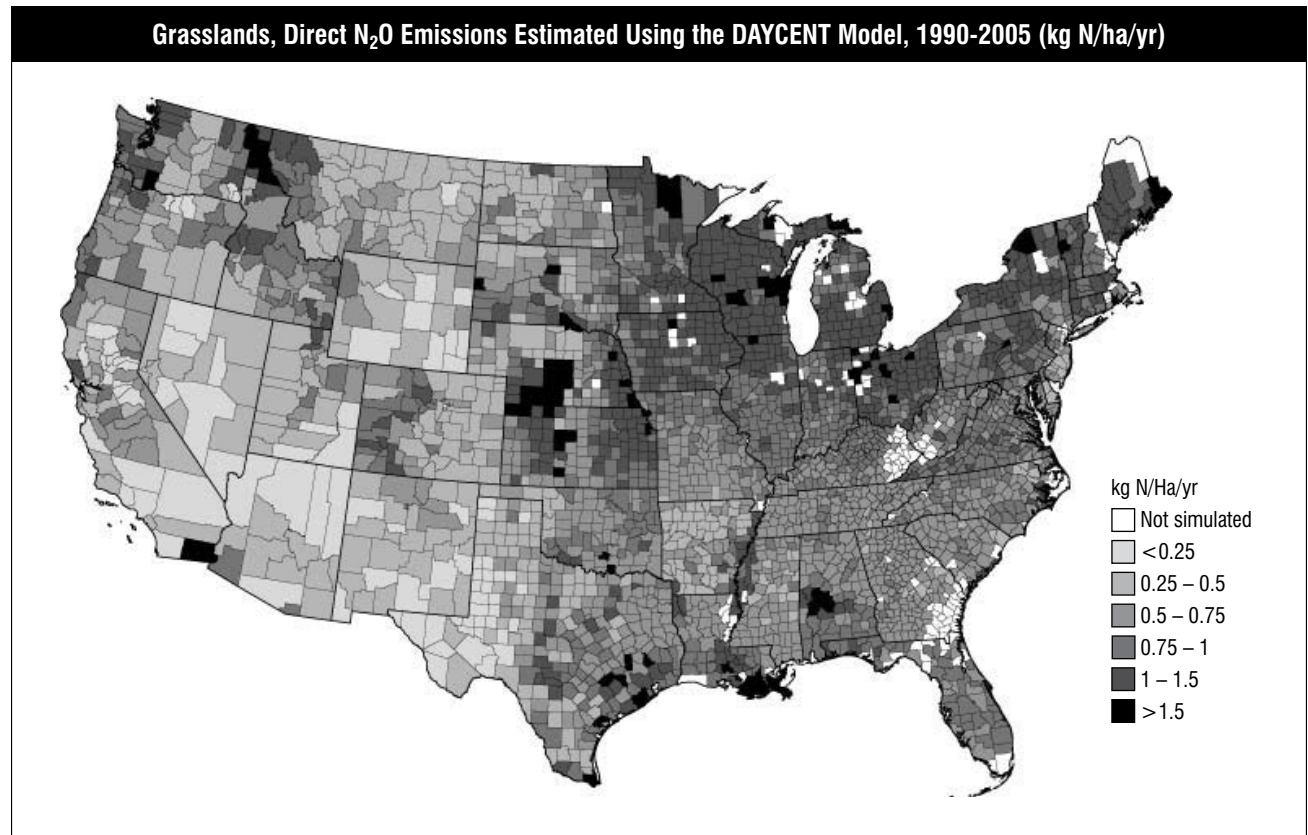 Grasslands, Direct N₂O Emissions Estimated Using the DAYCENT Model, 1990-2005 (kg N/ha/yr)
kg N/Ha/yr
Not simulated
<0.25
0.25 – 0.5
0.5 – 0.75
0.75 – 1
1 – 1.5
>1.5